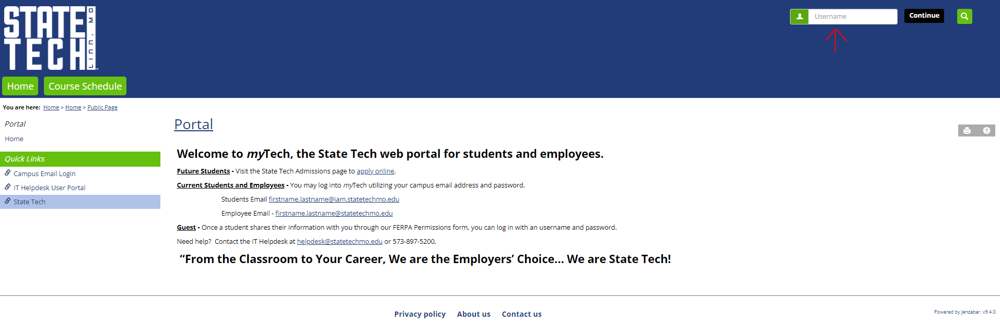 STATE
TECH
Linn. MO
™
Username
Continue
Home
Course Schedule
You are here: Home > Home > Public Page
Portal
Home
Quick Links
Campus Email Login
IT Helpdesk User Portal
State Tech
Portal
Welcome to myTech, the State Tech web portal for students and employees.
Future Students - Visit the State Tech Admissions page to apply online.
Current Students and Employees - You may log into myTech utilizing your campus email address and password.
Students Email firstname.lastname@iam.statetechmo.edu
Employee Email - firstname.lastname@statetechmo.edu
Guest - Once a student shares their information with you through our FERPA Permissions form, you can log in with an username and password.
Need help? Contact the IT Helpdesk at helpdesk@statetechmo.edu or 573-897-5200.
“From the Classroom to Your Career, We are the Employers’ Choice... We are State Tech!
Privacy policy About us Contact us
Powered by Jenzabar. v9.4.0